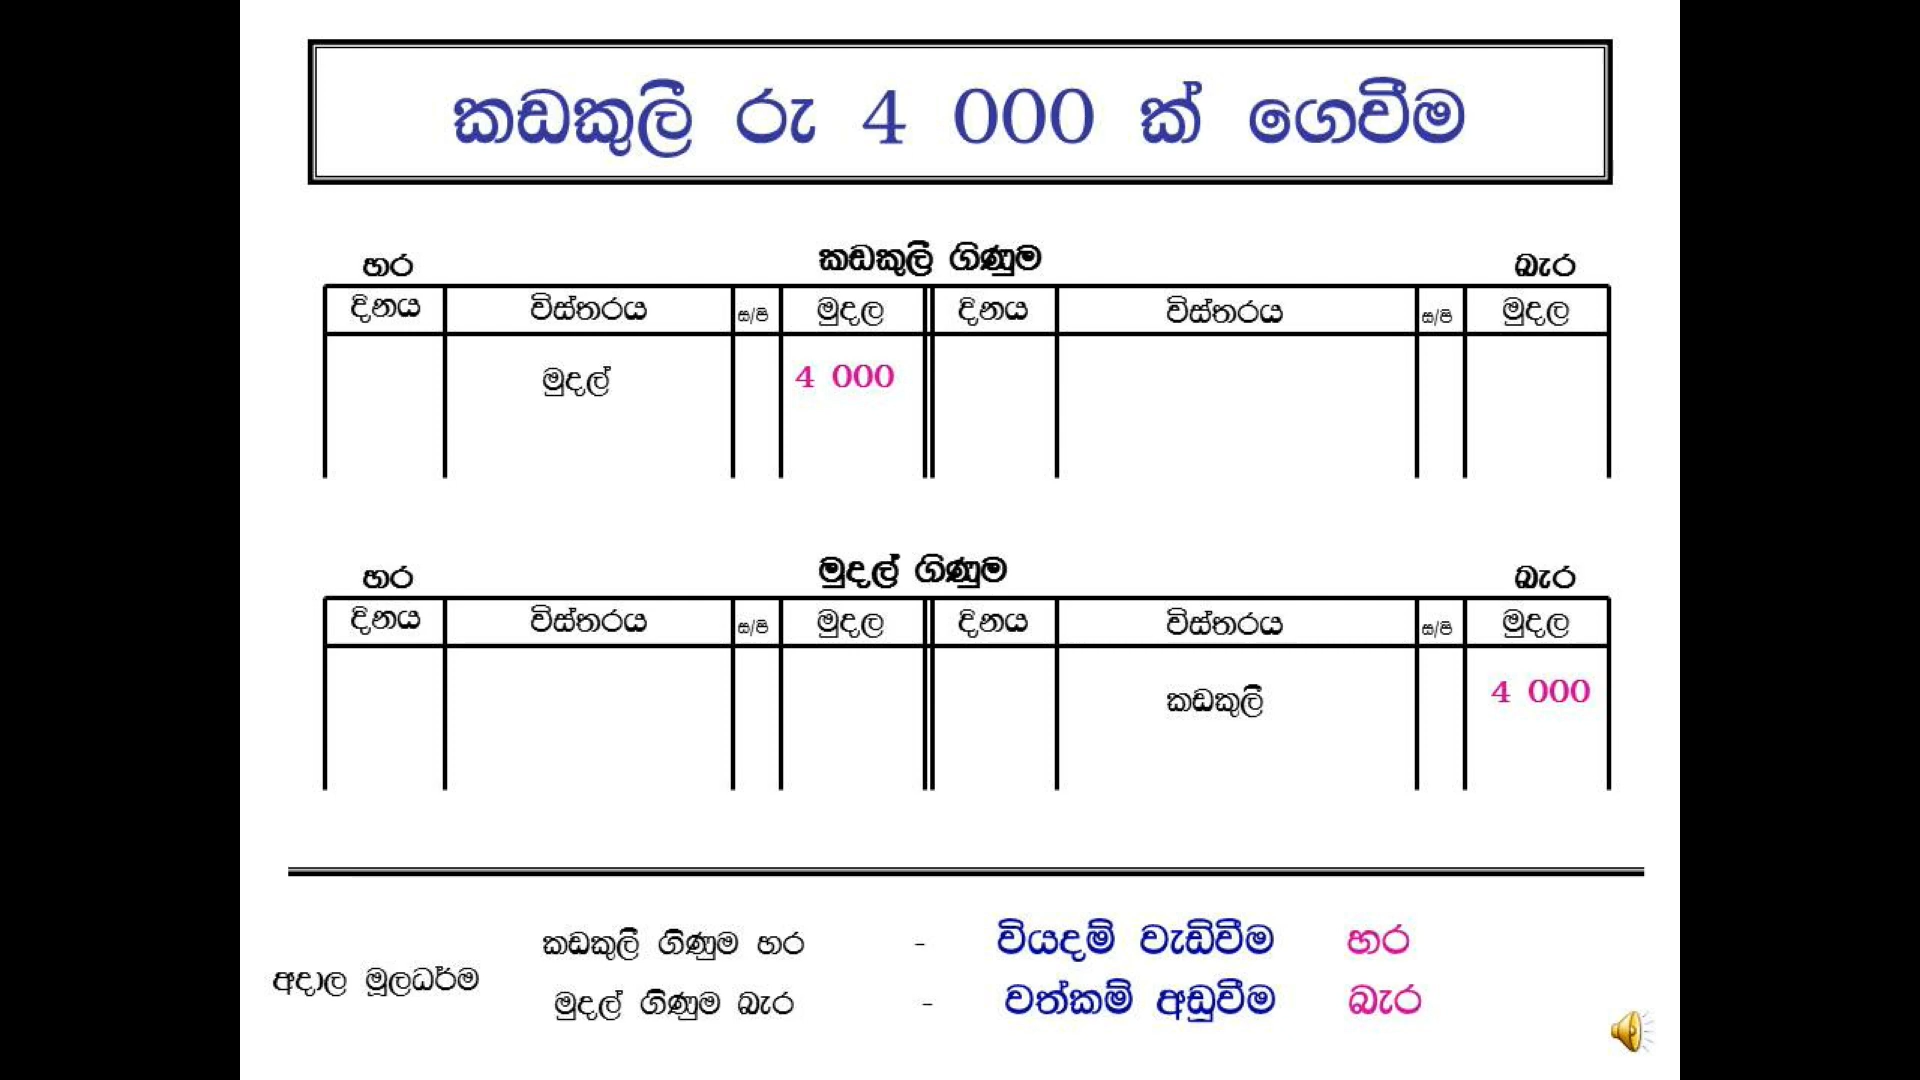 කඩකුලී රු 4 000 ක් ගෙවීම
හර කඩකුලී ගිණුම බැර
දිනය විස්තරය ස/පි මුදල දිනය විස්තරය ස/පි මුදල
මුදල් 4 000
හර මුදල් ගිණුම බැර
දිනය විස්තරය ස/පි මුදල දිනය විස්තරය ස/පි මුදල
කඩකුලී 4 000
කඩකුලී ගිණුම හර - වියදම් වැඩිවීම හර
අදාල මූලධර්ම
මුදල් ගිණුම බැර - වත්කම් අඩුවීම බැර